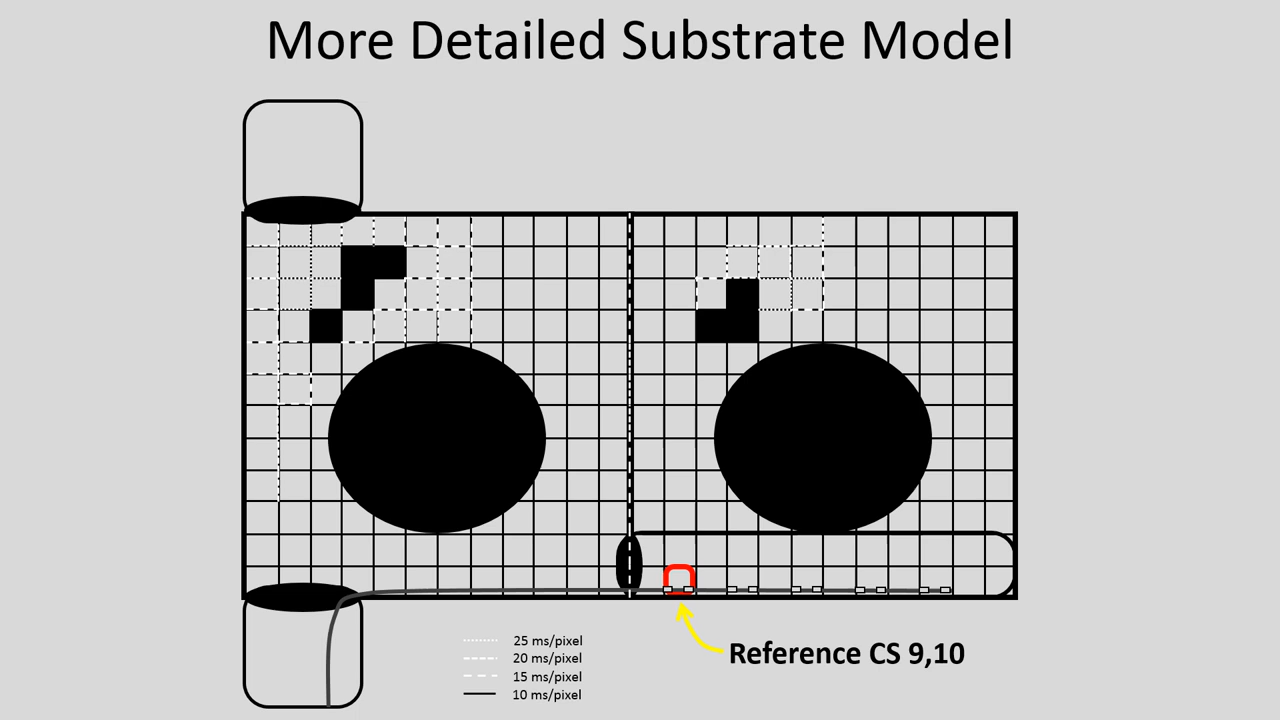 More Detailed Substrate Model
25 ms/pixel
20 ms/pixel
15 ms/pixel
10 ms/pixel
Reference CS 9,10